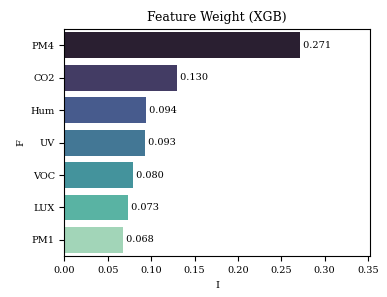 Feature Weight (XGB)
PM4 0.271
CO2 0.130
Hum 0.094
UV 0.093
VOC 0.080
LUX 0.073
PM1 0.068
F
0.00 0.05 0.10 0.15 0.20 0.25 0.30 0.35
I